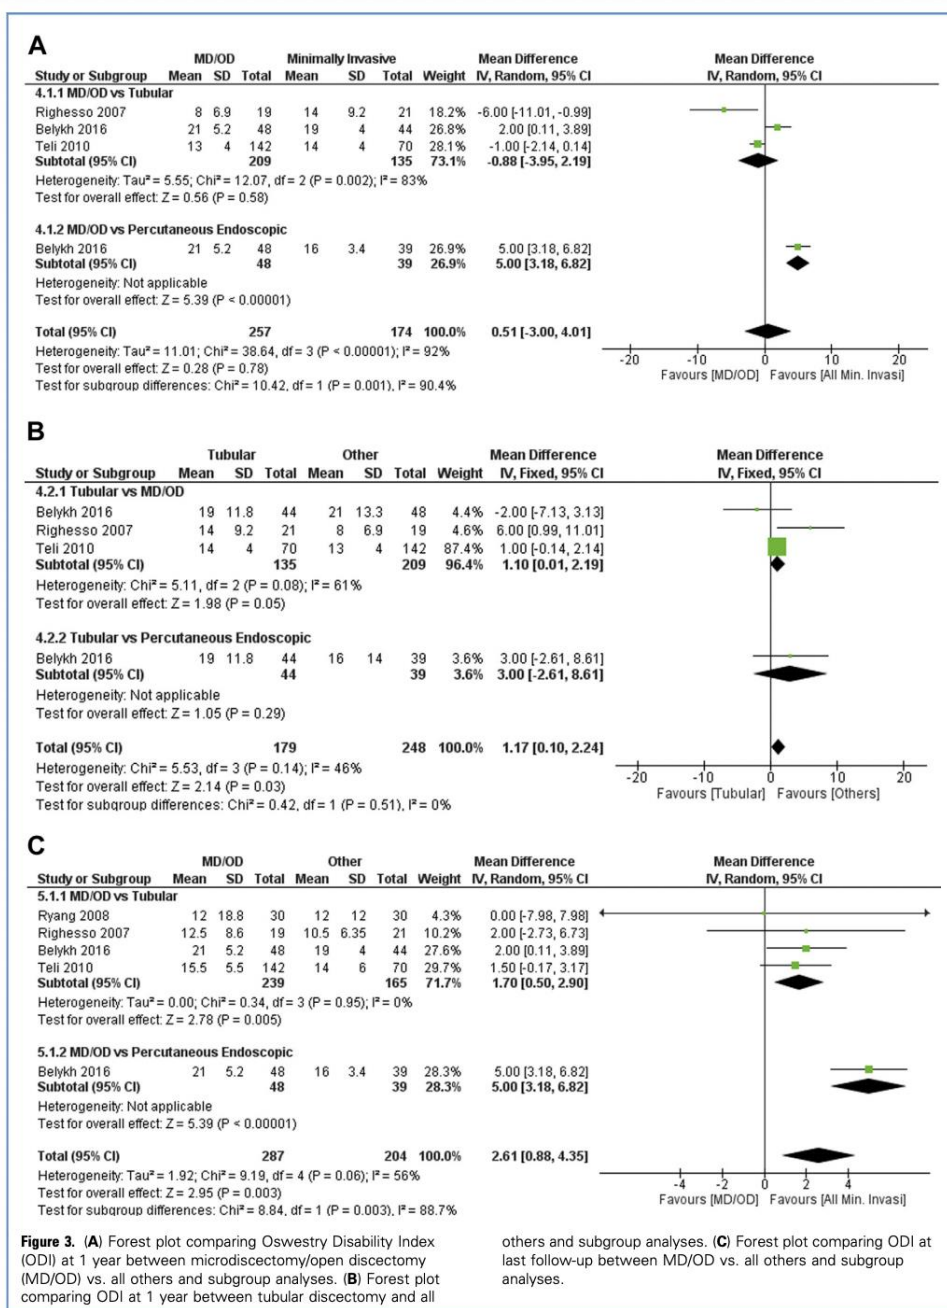 A
MD/OD Minimally Invasive Mean Difference Mean Difference
Study or Subgroup Mean SD Total Mean SD Total Weight IV, Random, 95% CI IV, Random, 95% CI
4.1.1 MD/OD vs Tubular
Righesso 2007 8 6.9 19 14 9.2 21 18.2% -6.00 [-11.01, -0.99]
Belykh 2016 21 5.2 48 19 4 44 26.8% 2.00 [0.11, 3.89]
Teli 2010 13 4 142 14 4 70 28.1% -1.00 [-2.14, 0.14]
Subtotal (95% CI) 209 135 73.1% -0.88 [-3.95, 2.19]
Heterogeneity: Tau² = 5.55; Chi² = 12.07, df = 2 (P = 0.002); I² = 83%
Test for overall effect: Z = 0.56 (P = 0.58)
4.1.2 MD/OD vs Percutaneous Endoscopic
Belykh 2016 21 5.2 48 16 3.4 39 26.9% 5.00 [3.18, 6.82]
Subtotal (95% CI) 48 39 26.9% 5.00 [3.18, 6.82]
Heterogeneity: Not applicable
Test for overall effect: Z = 5.39 (P < 0.00001)
Total (95% CI) 257 174 100.0% 0.51 [-3.00, 4.01]
Heterogeneity: Tau² = 11.01; Chi² = 38.64, df = 3 (P < 0.00001); I² = 92%
Test for overall effect: Z = 0.28 (P = 0.78)
Test for subgroup differences: Chi² = 10.42, df = 1 (P = 0.001), I² = 90.4%
-20 -10 0 10 20
Favours [MD/OD] Favours [All Min. Invasi]
B
Tubular Other Mean Difference Mean Difference
Study or Subgroup Mean SD Total Mean SD Total Weight IV, Fixed, 95% CI IV, Fixed, 95% CI
4.2.1 Tubular vs MD/OD
Belykh 2016 19 11.8 44 21 13.3 48 4.4% -2.00 [-7.13, 3.13]
Righesso 2007 14 9.2 21 8 6.9 19 4.6% 6.00 [0.99, 11.01]
Teli 2010 14 4 70 13 4 142 87.4% 1.00 [-0.14, 2.14]
Subtotal (95% CI) 135 209 96.4% 1.10 [0.01, 2.19]
Heterogeneity: Chi² = 5.11, df = 2 (P = 0.08); I² = 61%
Test for overall effect: Z = 1.98 (P = 0.05)
4.2.2 Tubular vs Percutaneous Endoscopic
Belykh 2016 19 11.8 44 16 14 39 3.6% 3.00 [-2.61, 8.61]
Subtotal (95% CI) 44 39 3.6% 3.00 [-2.61, 8.61]
Heterogeneity: Not applicable
Test for overall effect: Z = 1.05 (P = 0.29)
Total (95% CI) 179 248 100.0% 1.17 [0.10, 2.24]
Heterogeneity: Chi² = 5.53, df = 3 (P = 0.14); I² = 46%
Test for overall effect: Z = 2.14 (P = 0.03)
Test for subgroup differences: Chi² = 0.42, df = 1 (P = 0.51), I² = 0%
-20 -10 0 10 20
Favours [Tubular] Favours [Others]
C
MD/OD Other Mean Difference Mean Difference
Study or Subgroup Mean SD Total Mean SD Total Weight IV, Random, 95% CI IV, Random, 95% CI
5.1.1 MD/OD vs Tubular
Ryang 2008 12 18.8 30 12 12 30 4.3% 0.00 [-7.98, 7.98]
Righesso 2007 12.5 8.6 19 10.5 6.35 21 10.2% 2.00 [-2.73, 6.73]
Belykh 2016 21 5.2 48 19 4 44 27.6% 2.00 [0.11, 3.89]
Teli 2010 15.5 5.5 142 14 6 70 29.7% 1.50 [-0.17, 3.17]
Subtotal (95% CI) 239 165 71.7% 1.70 [0.50, 2.90]
Heterogeneity: Tau² = 0.00; Chi² = 0.34, df = 3 (P = 0.95); I² = 0%
Test for overall effect: Z = 2.78 (P = 0.005)
5.1.2 MD/OD vs Percutaneous Endoscopic
Belykh 2016 21 5.2 48 16 3.4 39 28.3% 5.00 [3.18, 6.82]
Subtotal (95% CI) 48 39 28.3% 5.00 [3.18, 6.82]
Heterogeneity: Not applicable
Test for overall effect: Z = 5.39 (P < 0.00001)
Total (95% CI) 287 204 100.0% 2.61 [0.88, 4.35]
Heterogeneity: Tau² = 1.92; Chi² = 9.19, df = 4 (P = 0.06); I² = 56%
Test for overall effect: Z = 2.95 (P = 0.003)
Test for subgroup differences: Chi² = 8.84, df = 1 (P = 0.003), I² = 88.7%
-4 -2 0 2 4
Favours [MD/OD] Favours [All Min. Invasi]
Figure 3. (A) Forest plot comparing Oswestry Disability Index
(ODI) at 1 year between microdiscectomy/open discectomy
(MD/OD) vs. all others and subgroup analyses. (B) Forest plot
comparing ODI at 1 year between tubular discectomy and all
others and subgroup analyses. (C) Forest plot comparing ODI at
last follow-up between MD/OD vs. all others and subgroup
analyses.